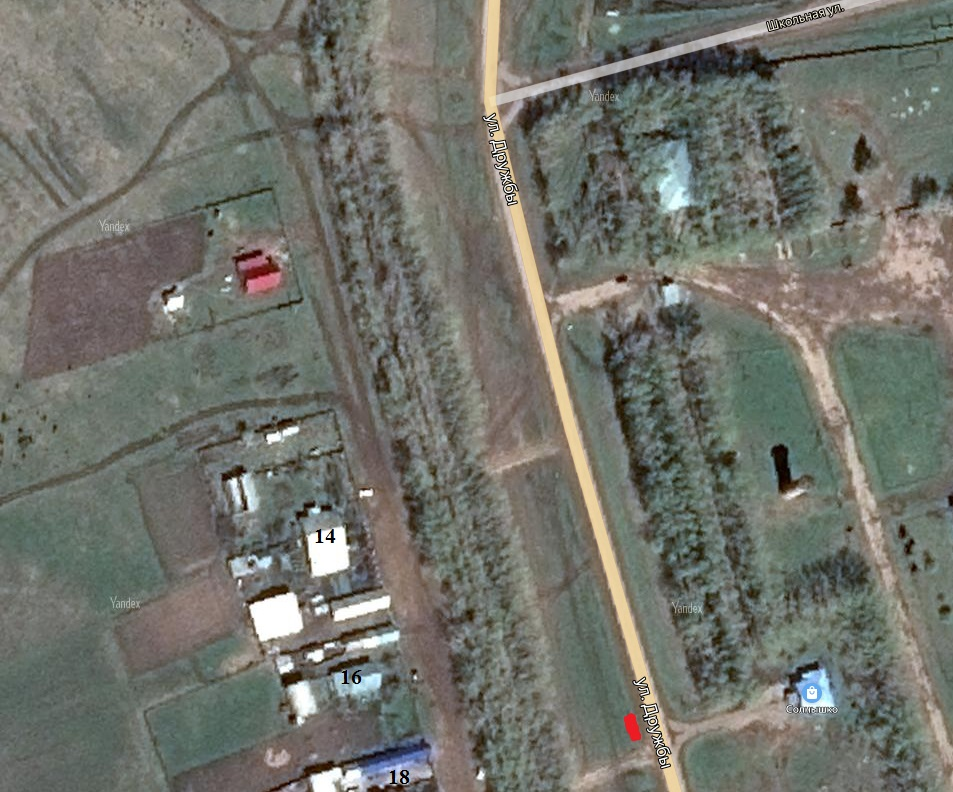 Школьная ул.
Yandex
ул. Дружбы
Yandex
14
Yandex
Yandex
16
ул. Дружбы
Солнышко
18